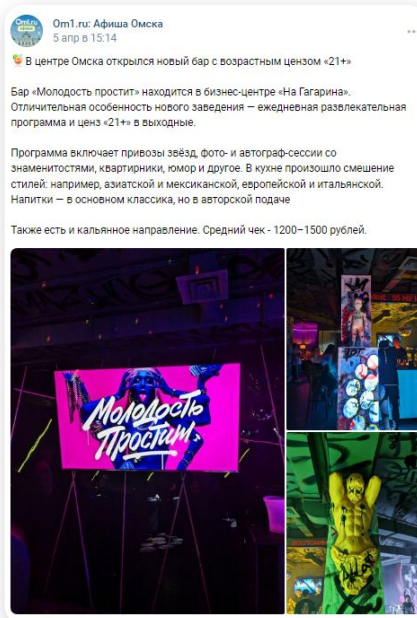 Om1.ru: Афиша Омска
5 апр в 15:14
В центре Омска открылся новый бар с возрастным цензом «21+»
Бар «Молодость простит» находится в бизнес-центре «На Гагарина».
Отличительная особенность нового заведения — ежедневная развлекательная
программа и ценз «21+» в выходные.
Программа включает привозы звёзд, фото- и автограф-сессии со
знаменитостями, квартирники, юмор и другое. В кухне произошло смешение
стилей: например, азиатской и мексиканской, европейской и итальянской.
Напитки — в основном классика, но в авторской подаче
Также есть и кальянное направление. Средний чек - 1200–1500 рублей.
Молодость
Простит